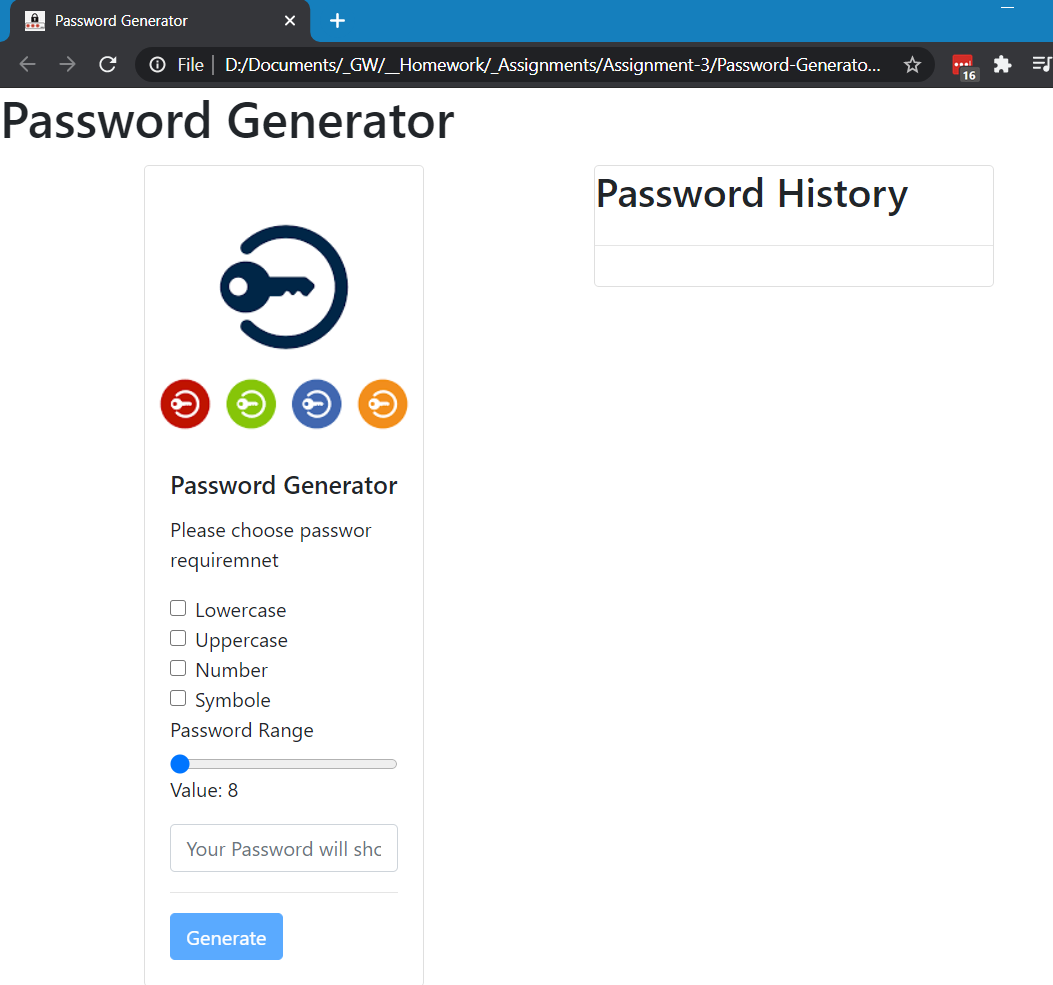 Password Generator
File
D:/Documents/_GW/__Homework/_Assignments/Assignment-3/Password-Generato...
16
Password Generator
Password Generator
Please choose passwor
requiremnet
Lowercase
Uppercase
Number
Symbole
Password Range
Value: 8
Your Password will sho
Generate
Password History